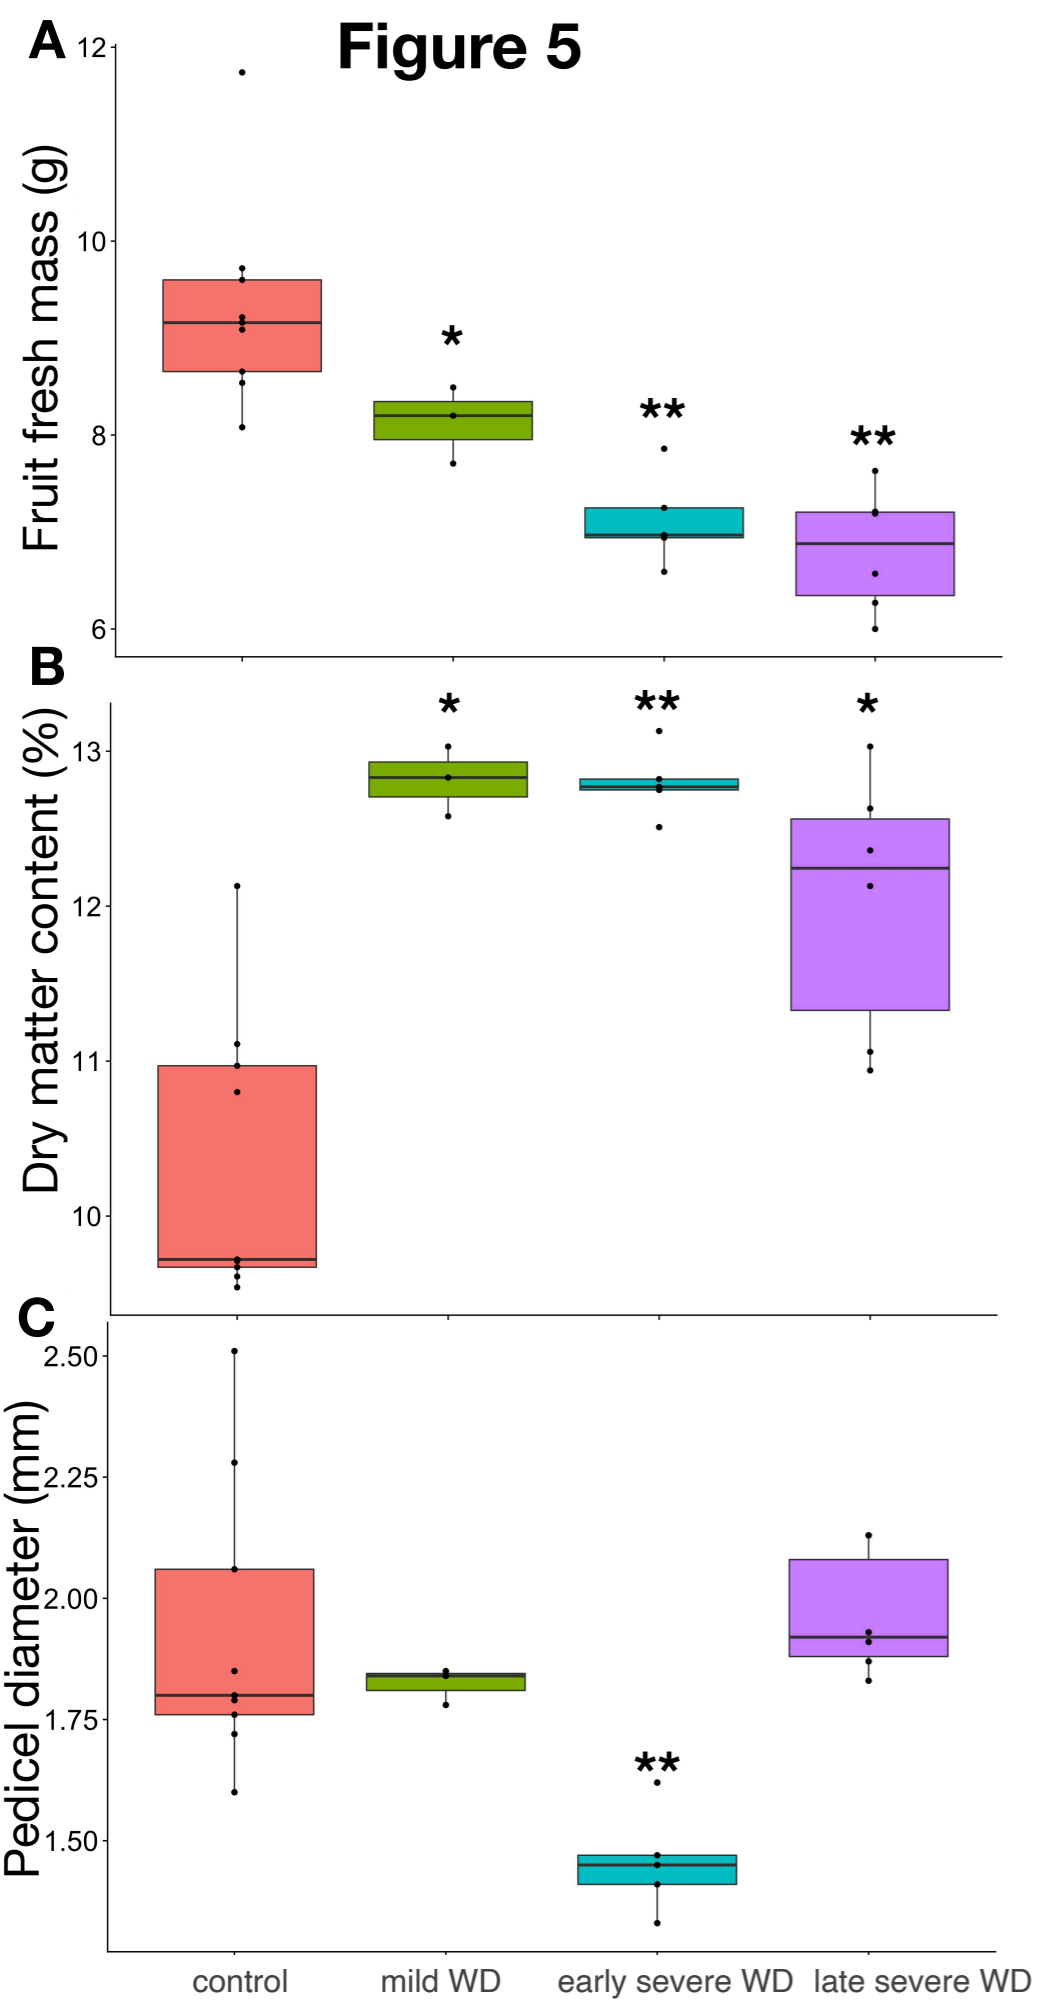 Figure 5
A
Fruit fresh mass (g)
12
10
8
6
*
**
**
B
Dry matter content (%)
13
12
11
10
*
**
*
C
Pedicel diameter (mm)
2.50
2.25
2.00
1.75
1.50
**
control mild WD early severe WD late severe WD